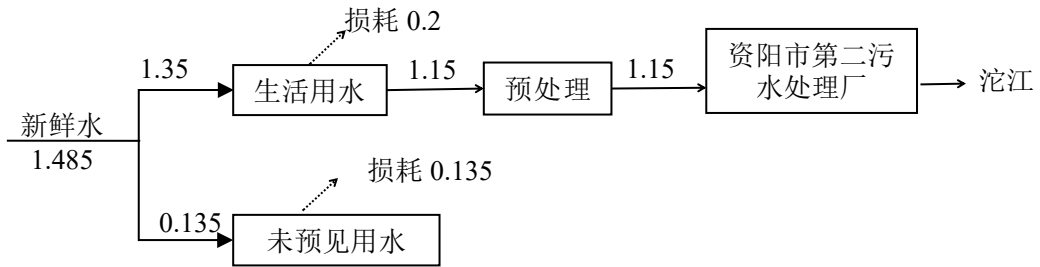 损耗 0.2
1.35
生活用水
1.15
预处理
1.15
资阳市第二污
水处理厂
沱江
新鲜水
1.485
损耗 0.135
0.135
未预见用水